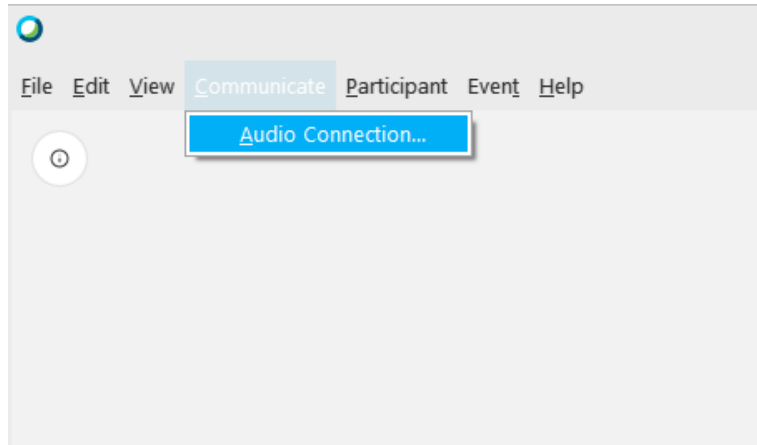 File Edit View Communicate Participant Event Help
Audio Connection...